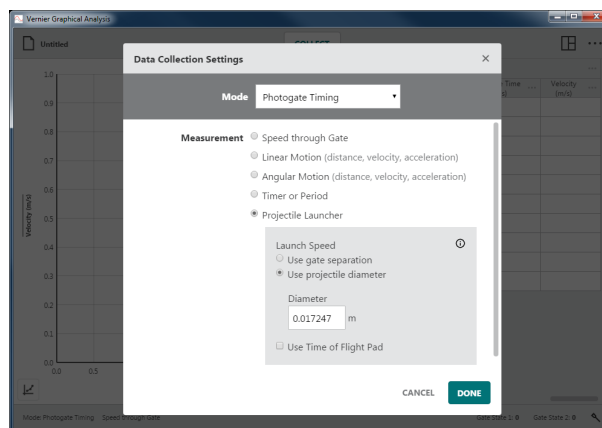 Vernier Graphical Analysis
Untitled
COLLECT
Data Collection Settings
×
Mode
Photogate Timing
Measurement
Speed through Gate
Linear Motion (distance, velocity, acceleration)
Angular Motion (distance, velocity, acceleration)
Timer or Period
Projectile Launcher
Launch Speed
Use gate separation
Use projectile diameter
Diameter
0.017247 m
Use Time of Flight Pad
CANCEL
DONE
Velocity (m/s)
1.0
0.9
0.8
0.7
0.6
0.5
0.4
0.3
0.2
0.1
0.0
0.0 0.5
Time
Velocity
(m/s)
Mode: Photogate Timing Speed through Gate
Gate State 1: 0 Gate State 2: 0